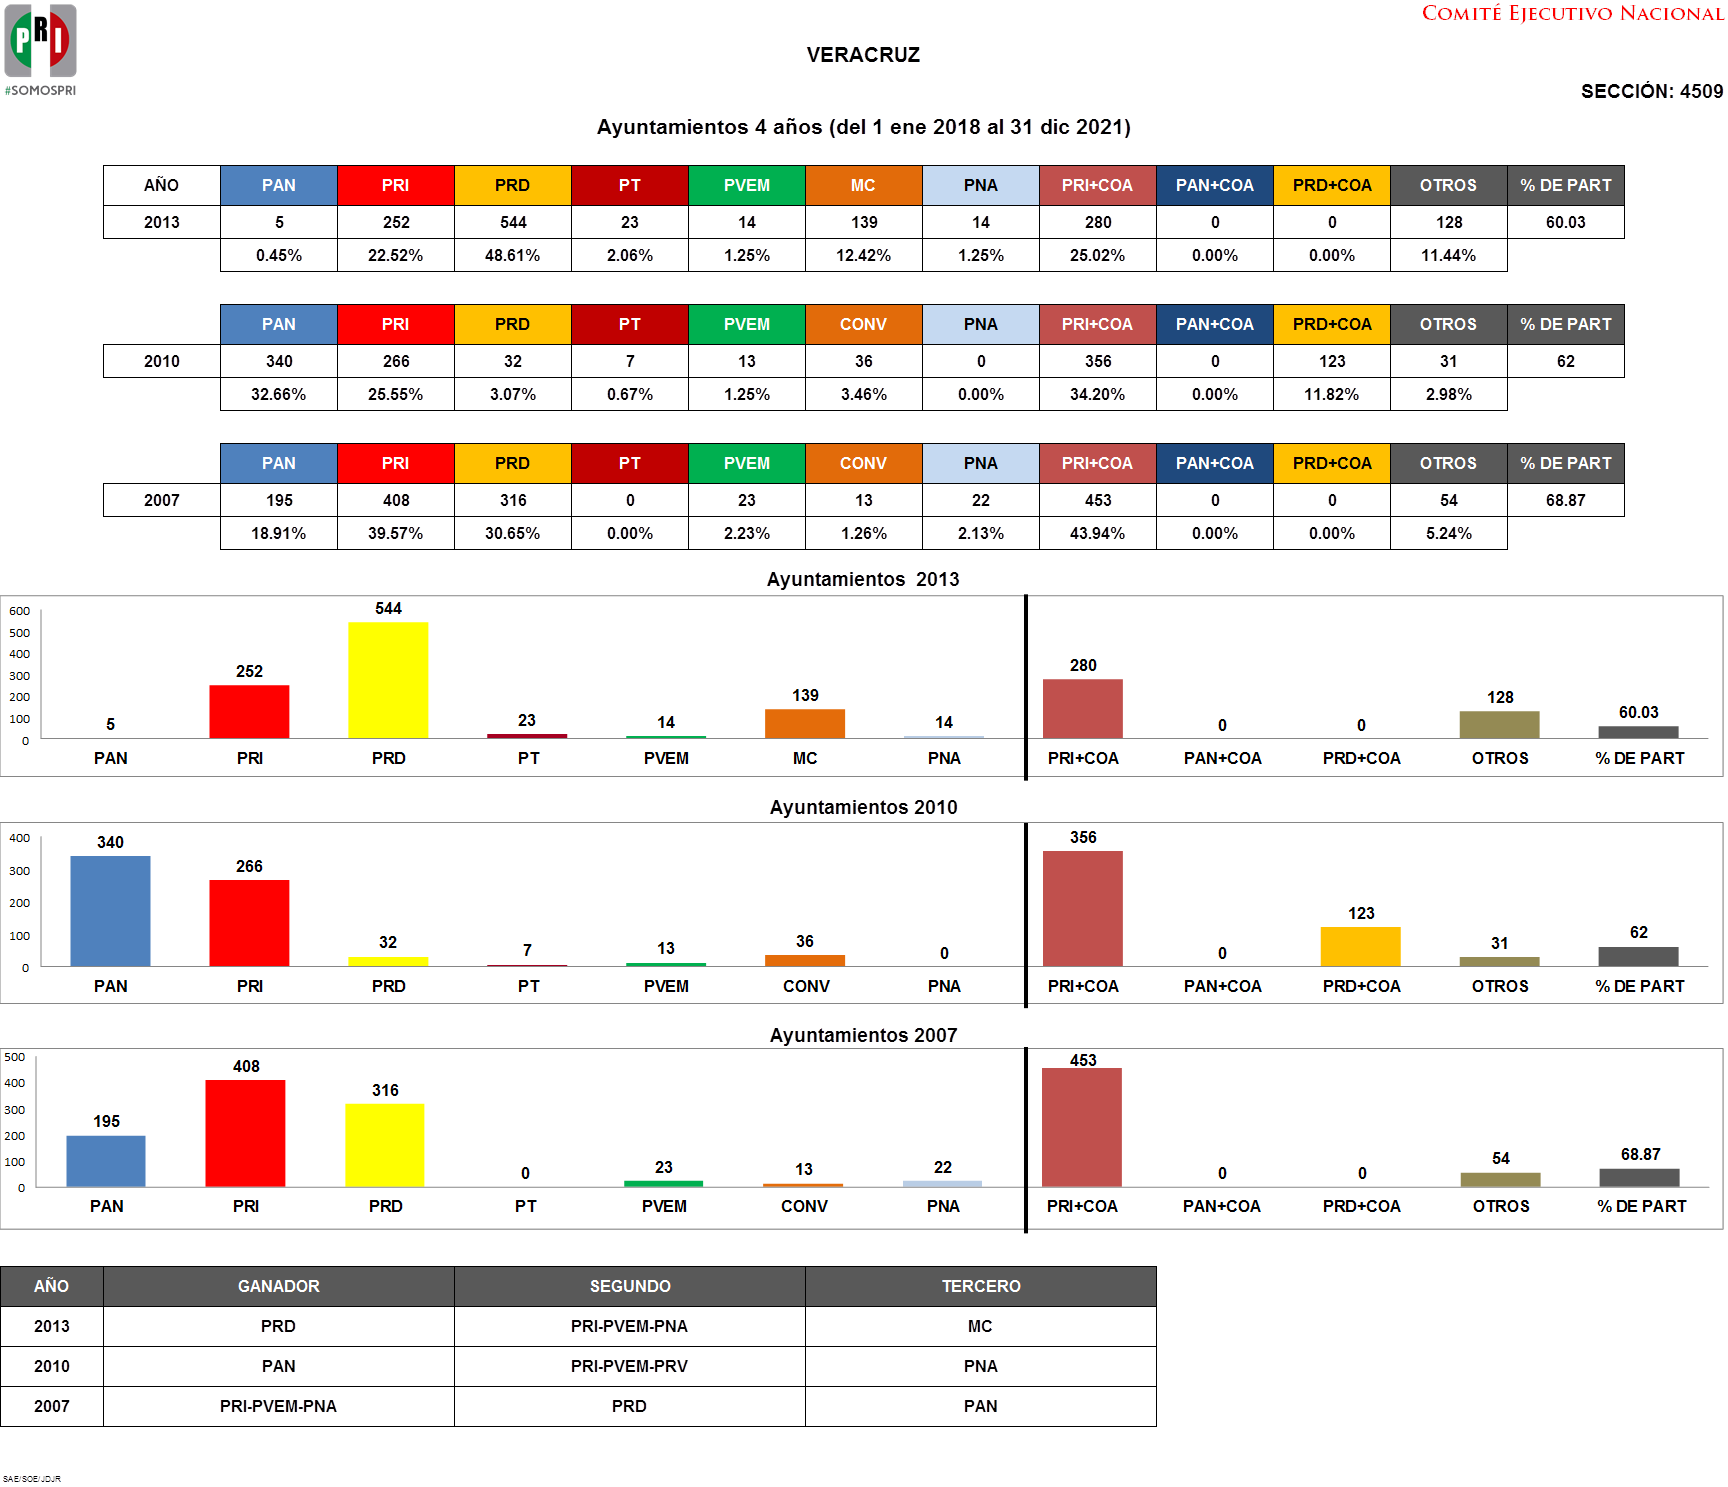 COMITÉ EJECUTIVO NACIONAL
PRI
#SOMOSPRI
VERACRUZ
SECCIÓN: 4509
Ayuntamientos 4 años (del 1 ene 2018 al 31 dic 2021)
AÑO PAN PRI PRD PT PVEM MC PNA PRI+COA PAN+COA PRD+COA OTROS % DE PART
2013 5 252 544 23 14 139 14 280 0 0 128 60.03
0.45% 22.52% 48.61% 2.06% 1.25% 12.42% 1.25% 25.02% 0.00% 0.00% 11.44%
PAN PRI PRD PT PVEM CONV PNA PRI+COA PAN+COA PRD+COA OTROS % DE PART
2010 340 266 32 7 13 36 0 356 0 123 31 62
32.66% 25.55% 3.07% 0.67% 1.25% 3.46% 0.00% 34.20% 0.00% 11.82% 2.98%
PAN PRI PRD PT PVEM CONV PNA PRI+COA PAN+COA PRD+COA OTROS % DE PART
2007 195 408 316 0 23 13 22 453 0 0 54 68.87
18.91% 39.57% 30.65% 0.00% 2.23% 1.26% 2.13% 43.94% 0.00% 0.00% 5.24%
Ayuntamientos 2013
600
500
400
300
200
100
0
5 252 544 23 14 139 14 280 0 0 128 60.03
PAN PRI PRD PT PVEM MC PNA PRI+COA PAN+COA PRD+COA OTROS % DE PART
Ayuntamientos 2010
400
300
200
100
0
340 266 32 7 13 36 0 356 0 123 31 62
PAN PRI PRD PT PVEM CONV PNA PRI+COA PAN+COA PRD+COA OTROS % DE PART
Ayuntamientos 2007
500
400
300
200
100
0
195 408 316 0 23 13 22 453 0 0 54 68.87
PAN PRI PRD PT PVEM CONV PNA PRI+COA PAN+COA PRD+COA OTROS % DE PART
AÑO GANADOR SEGUNDO TERCERO
2013 PRD PRI-PVEM-PNA MC
2010 PAN PRI-PVEM-PRV PNA
2007 PRI-PVEM-PNA PRD PAN
SAE/SOE/JDJR